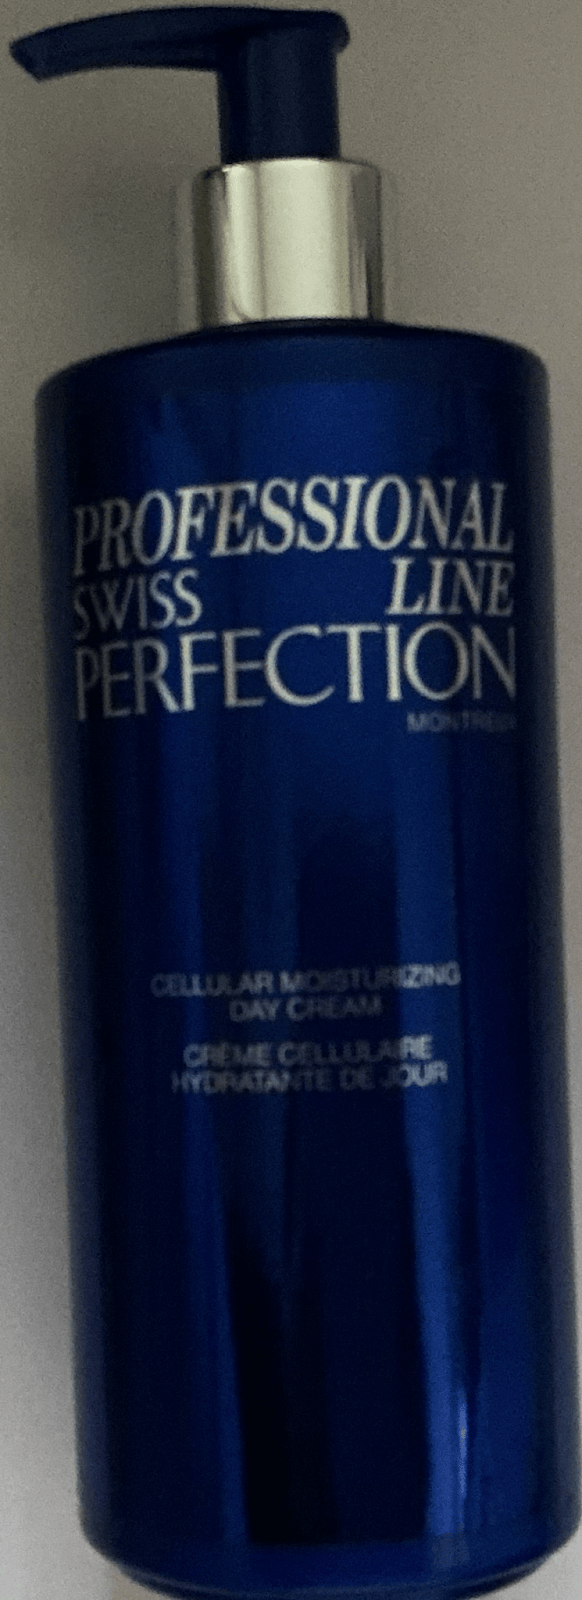 PROFESSIONAL
SWISS LINE
PERFECTION
MONTREUX
CELLULAR MOISTURIZING
DAY CREAM
CRÈME CELLULAIRE
HYDRATANTE DE JOUR